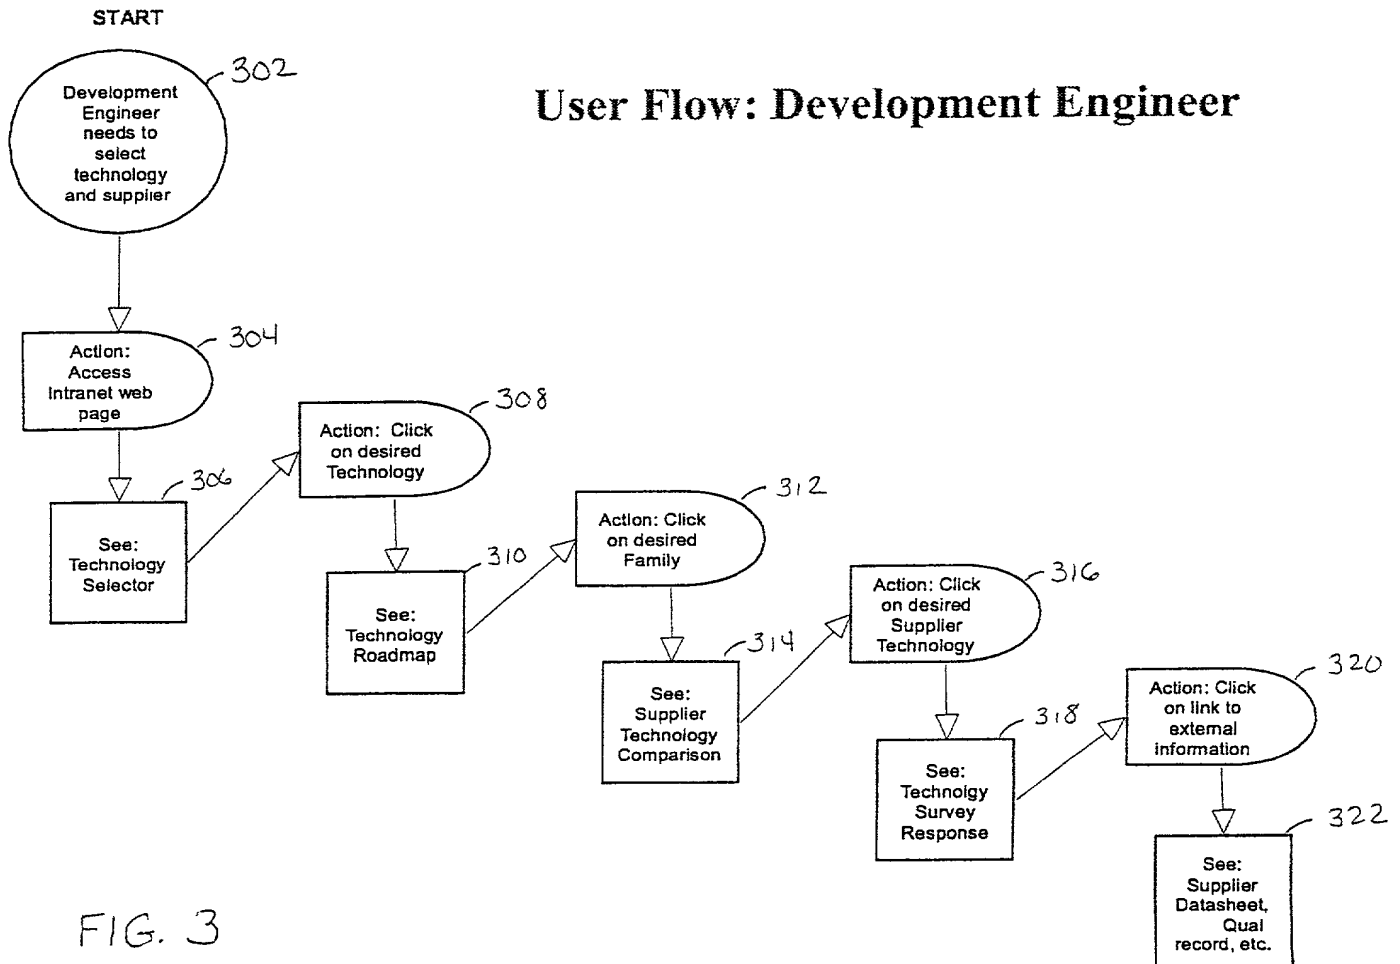 START
302
Development
Engineer
needs to
select
technology
and supplier
User Flow: Development Engineer
304
Action:
Access
Intranet web
page
306
See:
Technology
Selector
308
Action: Click
on desired
Technology
310
See:
Technology
Roadmap
312
Action: Click
on desired
Family
314
See:
Supplier
Technology
Comparison
316
Action: Click
on desired
Supplier
Technology
318
See:
Technolgy
Survey
Response
320
Action: Click
on link to
external
information
322
See:
Supplier
Datasheet,
Qual
record, etc.
FIG. 3